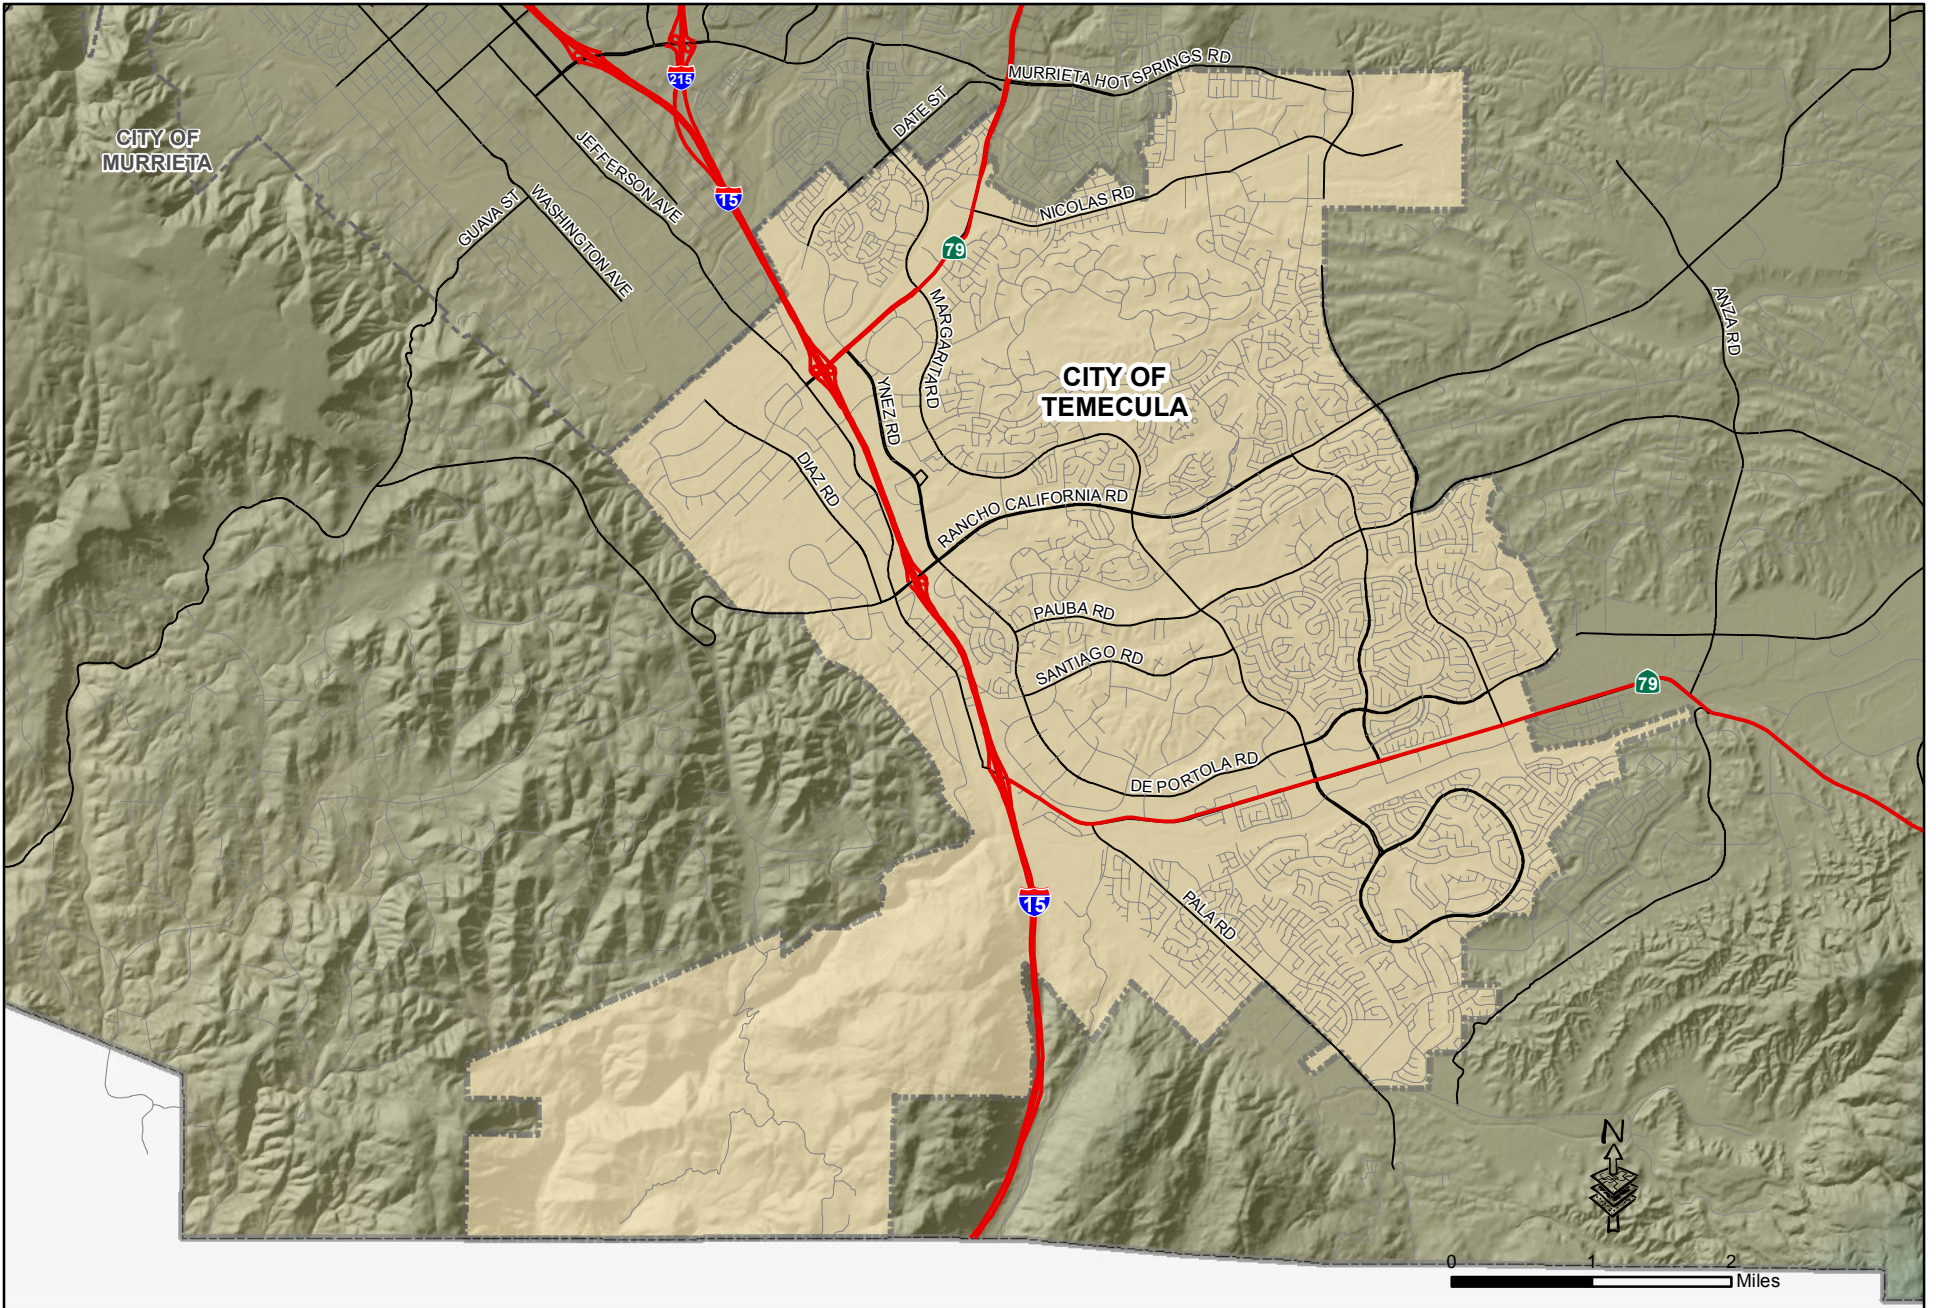 MURRIETA HOT SPRINGS RD
215
DATE ST
CITY OF
MURRIETA
JEFFERSON AVE
15
WASHINGTON AVE
GUAVA ST
NICOLAS RD
79
MARGARITA RD
ANZA RD
CITY OF
TEMECULA
YNEZ RD
DIAZ RD
RANCHO CALIFORNIA RD
PAUBA RD
SANTIAGO RD
79
DE PORTOLA RD
15
PALA RD
N
0 1 2
Miles